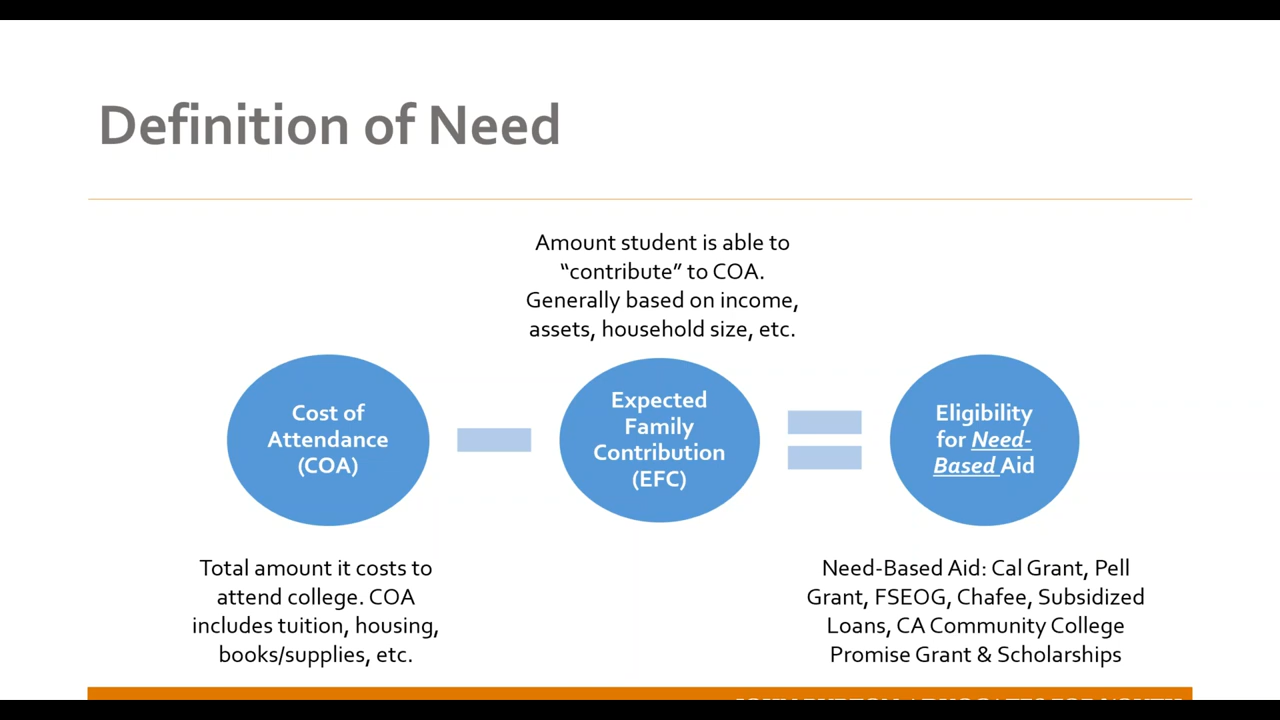 Definition of Need
Amount student is able to
“contribute” to COA.
Generally based on income,
assets, household size, etc.
Cost of
Attendance
(COA)
Expected
Family
Contribution
(EFC)
Eligibility
for Need-
Based Aid
Total amount it costs to
attend college. COA
includes tuition, housing,
books/supplies, etc.
Need-Based Aid: Cal Grant, Pell
Grant, FSEOG, Chafee, Subsidized
Loans, CA Community College
Promise Grant & Scholarships